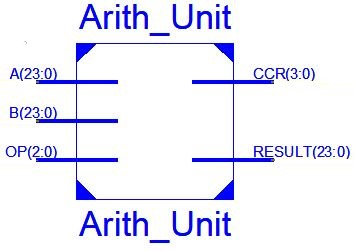 Arith_Unit
A(23:0)
CCR(3:0)
B(23:0)
OP(2:0)
RESULT(23:0)
Arith_Unit